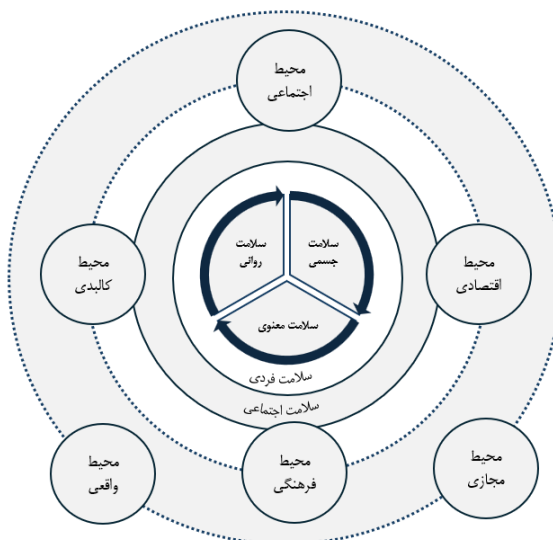 محیط
اجتماعی
محیط
اقتصادی
محیط
کالبدی
سلامت
جسمی
سلامت
روانی
سلامت معنوی
سلامت فردی
سلامت اجتماعی
محیط
مجازی
محیط
فرهنگی
محیط
واقعی